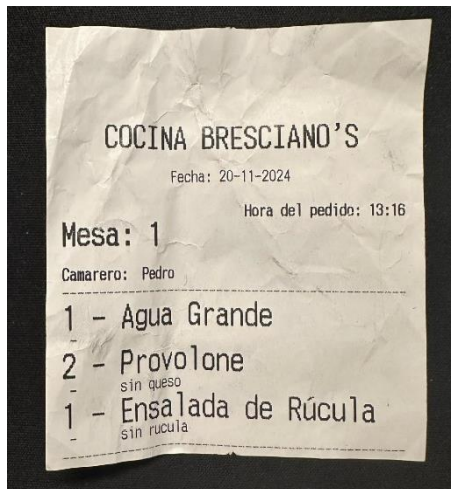 COCINA BRESCIANO'S
Fecha: 20-11-2024
Hora del pedido: 13:16
Mesa: 1
Camarero: Pedro
1 - Agua Grande
-
2 - Provolone
sin queso
-
1 - Ensalada de Rúcula
sin rucula
-